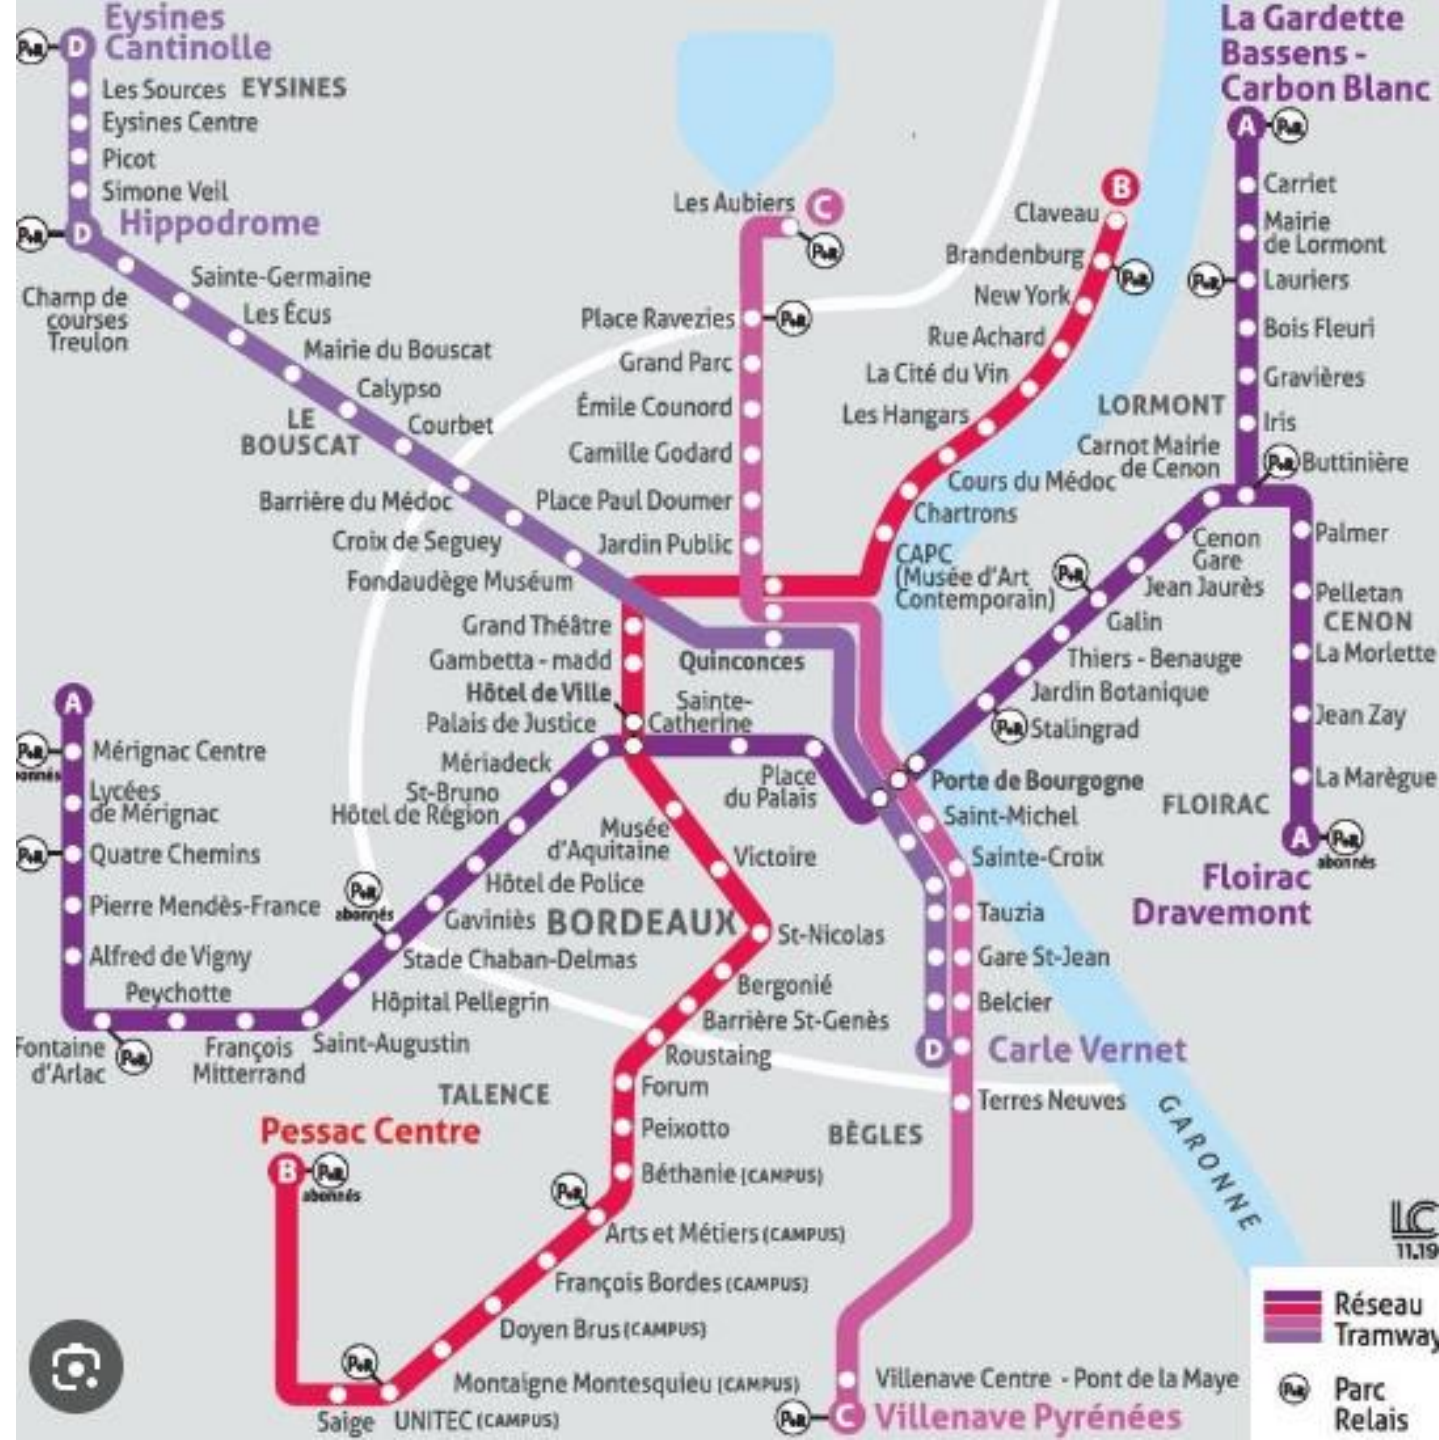 Eysines
Cantinolle
P+R
D
Les Sources
EYSINES
Eysines Centre
Picot
Simone Veil
P+R
D
Hippodrome
Champ de
courses
Treulon
Sainte-Germaine
Les Écus
Mairie du Bouscat
Calypso
LE
BOUSCAT
Courbet
Barrière du Médoc
Croix de Seguey
Fondaudège Muséum
Les Aubiers
C
P+R
Place Ravezies
P+R
Grand Parc
Émile Counord
Camille Godard
Place Paul Doumer
Jardin Public
B
Claveau
Brandenburg
P+R
New York
Rue Achard
La Cité du Vin
Les Hangars
Cours du Médoc
Chartrons
CAPC
(Musée d'Art
Contemporain)
La Gardette
Bassens -
Carbon Blanc
A
P+R
Carriet
Mairie
de Lormont
P+R
Lauriers
Bois Fleuri
Gravières
LORMONT
Iris
Carnot Mairie
de Cenon
P+R
Buttinière
Cenon
Gare
Palmer
P+R
Jean Jaurès
Pelletan
Galin
CENON
Thiers - Benauge
La Morlette
Jardin Botanique
P+R
Stalingrad
Jean Zay
Porte de Bourgogne
La Marègue
FLOIRAC
A
P+R
abonnés
Floirac
Dravemont
Grand Théâtre
Gambetta - madd
Quinconces
Hôtel de Ville
Palais de Justice
Sainte-
Catherine
Mériadeck
Place
du Palais
St-Bruno
Hôtel de Région
Musée
d'Aquitaine
Victoire
Hôtel de Police
Gaviniès
BORDEAUX
St-Nicolas
P+R
abonnés
Stade Chaban-Delmas
Hôpital Pellegrin
Bergonié
Barrière St-Genès
Saint-Augustin
Roustaing
A
P+R
onnés
Mérignac Centre
Lycées
de Mérignac
P+R
Quatre Chemins
Pierre Mendès-France
Alfred de Vigny
Peychotte
Fontaine
d'Arlac
P+R
François
Mitterrand
Saint-Michel
Sainte-Croix
Tauzia
Gare St-Jean
Belcier
D
Carle Vernet
Terres Neuves
TALENCE
Forum
Peixotto
BÈGLES
GARONNE
Pessac Centre
B
P+R
abonnés
Béthanie (CAMPUS)
P+R
Arts et Métiers (CAMPUS)
François Bordes (CAMPUS)
Doyen Brus (CAMPUS)
P+R
Montaigne Montesquieu (CAMPUS)
Saige
UNITEC (CAMPUS)
Villenave Centre - Pont de la Maye
P+R
C
Villenave Pyrénées
LC
11.19
Réseau
Tramway
P+R
Parc
Relais